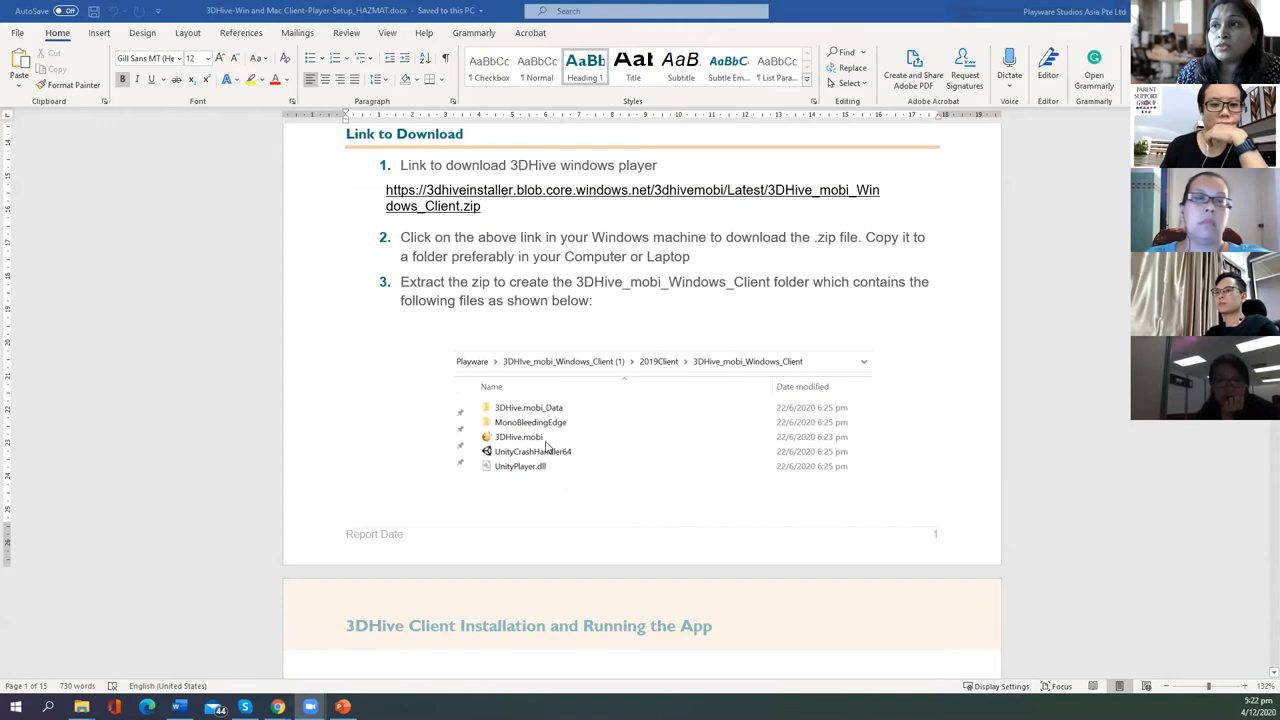 AutoSave Off
3DHive-Win and Mac Client-Player-Setup_HAZMAT.docx - Saved to this PC
Search
Playware Studios Asia Pte Ltd
File Home Insert Design Layout References Mailings Review View Help Grammarly Acrobat
Paste
Cut
Copy
Format Painter
Clipboard
Gill Sans MT (He 12
Font
Paragraph
AaBbCc AaBbCc AaBb AaBb AaBbCc AaBbCc AaBbCc
¶ Checkbox ¶ Normal Heading 1 Title Subtitle Subtle Em... ¶ List Para...
Styles
Find
Replace
Select
Editing
Create and Share Adobe PDF
Request Signatures
Adobe Acrobat
Dictate
Voice
Editor
Editor
Open Grammarly
Grammarly
PARENT
SUPPORT
GROUP
Link to Download
1. Link to download 3DHive windows player
https://3dhiveinstaller.blob.core.windows.net/3dhivemobi/Latest/3DHive_mobi_Win
dows_Client.zip
2. Click on the above link in your Windows machine to download the .zip file. Copy it to
a folder preferably in your Computer or Laptop
3. Extract the zip to create the 3DHive_mobi_Windows_Client folder which contains the
following files as shown below:
Playware > 3DHIve_mobi_Windows_Client (1) > 2019Client > 3DHive_mobi_Windows_Client
Name Date modified
3DHive.mobi_Data 22/6/2020 6:25 pm
MonoBleedingEdge 22/6/2020 6:25 pm
3DHive.mobi 22/6/2020 6:23 pm
UnityCrashHandler64 22/6/2020 6:25 pm
UnityPlayer.dll 22/6/2020 6:25 pm
Report Date 1
3DHive Client Installation and Running the App
Page 1 of 15 730 words English (United States) Display Settings Focus 132%
44
5:22 pm
4/12/2020